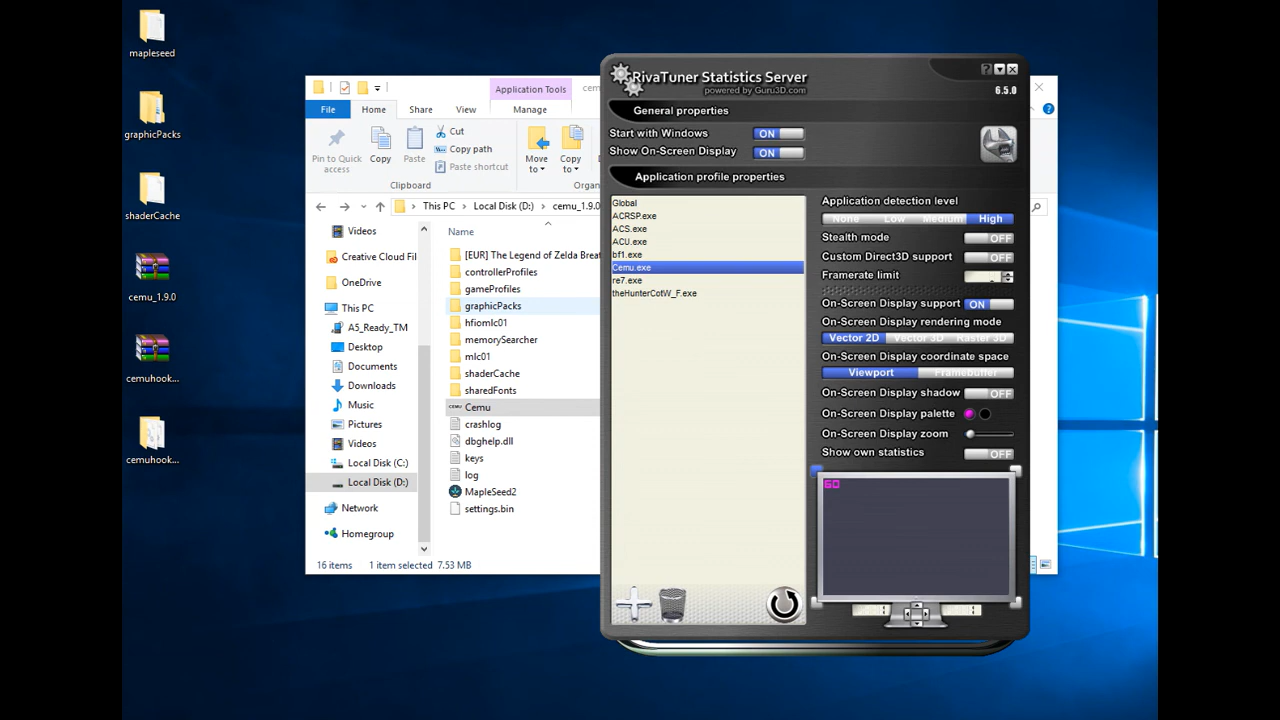 mapleseed
graphicPacks
shaderCache
cemu_1.9.0
cemuhook...
cemuhook...
Application Tools
cem
File
Home
Share
View
Manage
Pin to Quick
access
Copy
Paste
Cut
Copy path
Paste shortcut
Clipboard
Move
to
Copy
to
Organ
This PC
Local Disk (D:)
cemu_1.9.0
Videos
Creative Cloud Fil
OneDrive
This PC
A5_Ready_TM
Desktop
Documents
Downloads
Music
Pictures
Videos
Local Disk (C:)
Local Disk (D:)
Network
Homegroup
Name
[EUR] The Legend of Zelda Breat
controllerProfiles
gameProfiles
graphicPacks
hfiomlc01
memorySearcher
mlc01
shaderCache
sharedFonts
CEMU Cemu
crashlog
dbghelp.dll
keys
log
MapleSeed2
settings.bin
16 items 1 item selected 7.53 MB
RivaTuner Statistics Server
powered by Guru3D.com
6.5.0
General properties
Start with Windows ON
Show On-Screen Display ON
Application profile properties
Global
ACRSP.exe
ACS.exe
ACU.exe
bf1.exe
Cemu.exe
re7.exe
theHunterCotW_F.exe
Application detection level
None Low Medium High
Stealth mode OFF
Custom Direct3D support OFF
Framerate limit
On-Screen Display support ON
On-Screen Display rendering mode
Vector 2D Vector 3D Raster 3D
On-Screen Display coordinate space
Viewport Framebuffer
On-Screen Display shadow OFF
On-Screen Display palette
On-Screen Display zoom
Show own statistics OFF
60